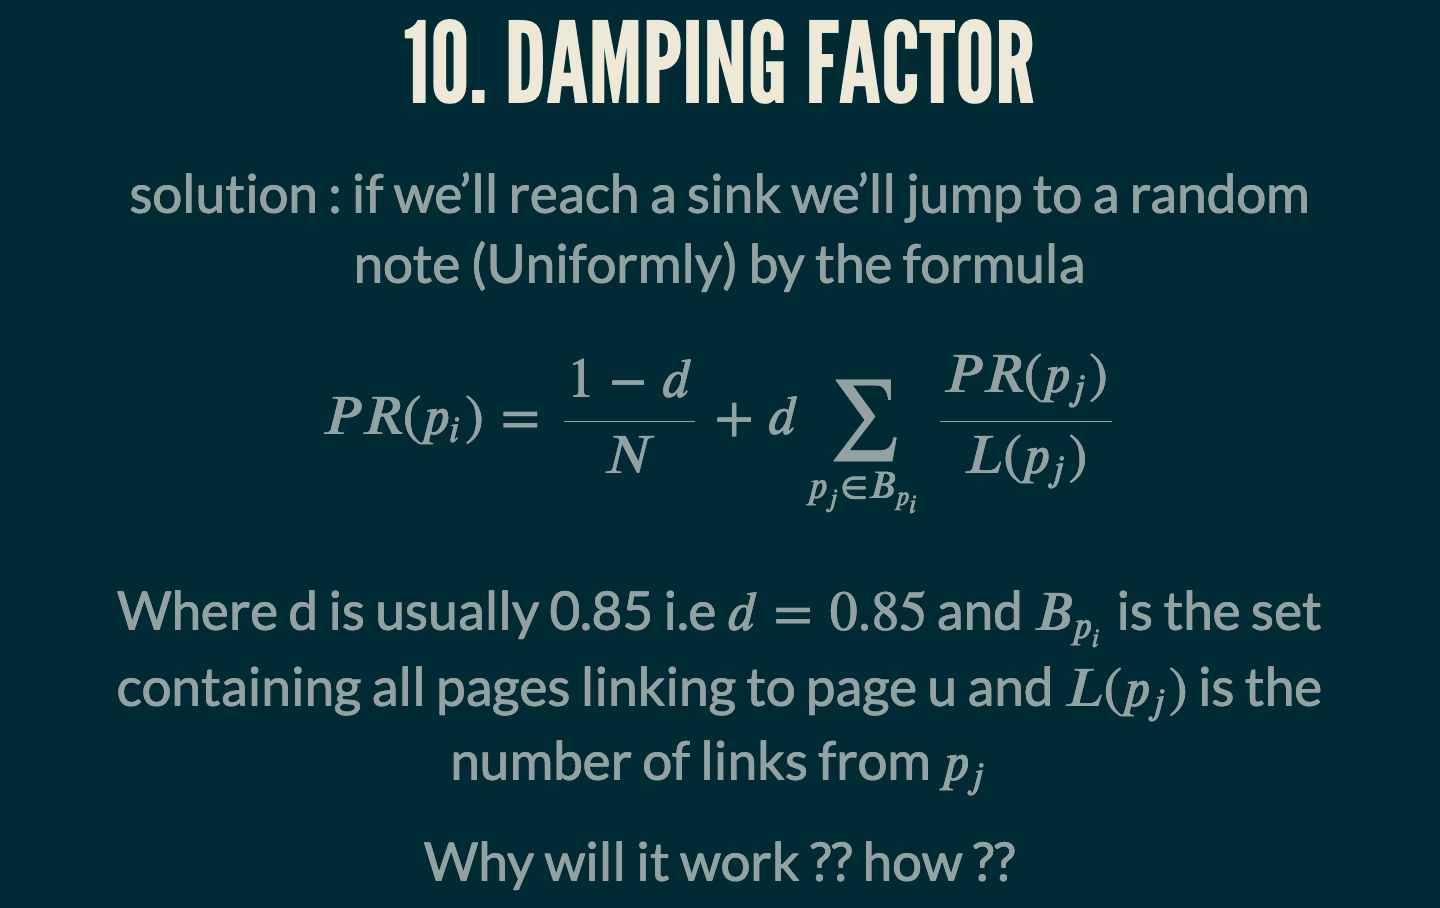 10. DAMPING FACTOR
solution : if we’ll reach a sink we’ll jump to a random
note (Uniformly) by the formula
PR(p_i) = \frac{1 − d}{N} + d \sum_{p_j∈B_{p_i}} \frac{PR(p_j)}{L(p_j)}
Where d is usually 0.85 i.e d = 0.85 and B_{p_i} is the set
containing all pages linking to page u and L(p_j) is the
number of links from p_j
Why will it work ?? how ??